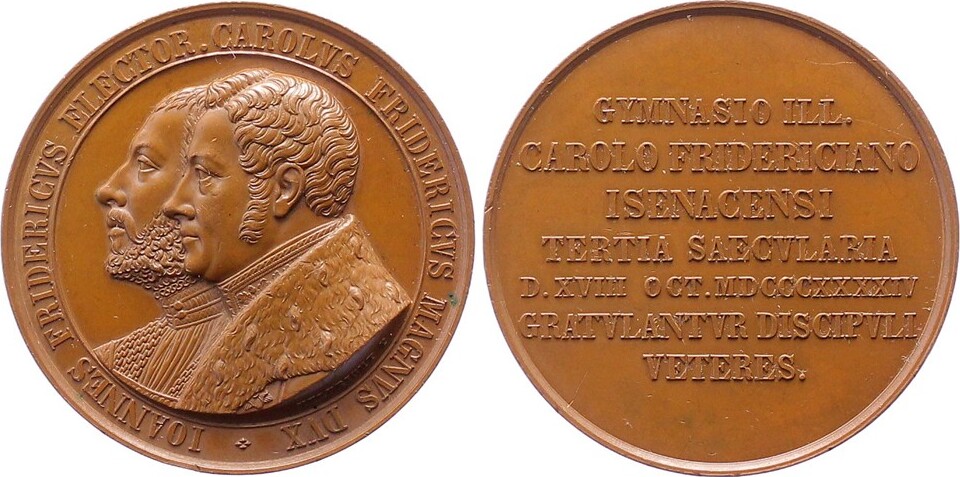 IOANNES FRIDERICVS ELECTOR. CAROLVS FRIDERICVS MAGNVS DVX
GYMNASIO ILL.
CAROLO FRIDERICIANO
ISENACENSI
TERTIA SAECVLARIA
D. XVIII OCT. MDCCCXXXXIV
GRATVLANTVR DISCIPVLI
VETERES.